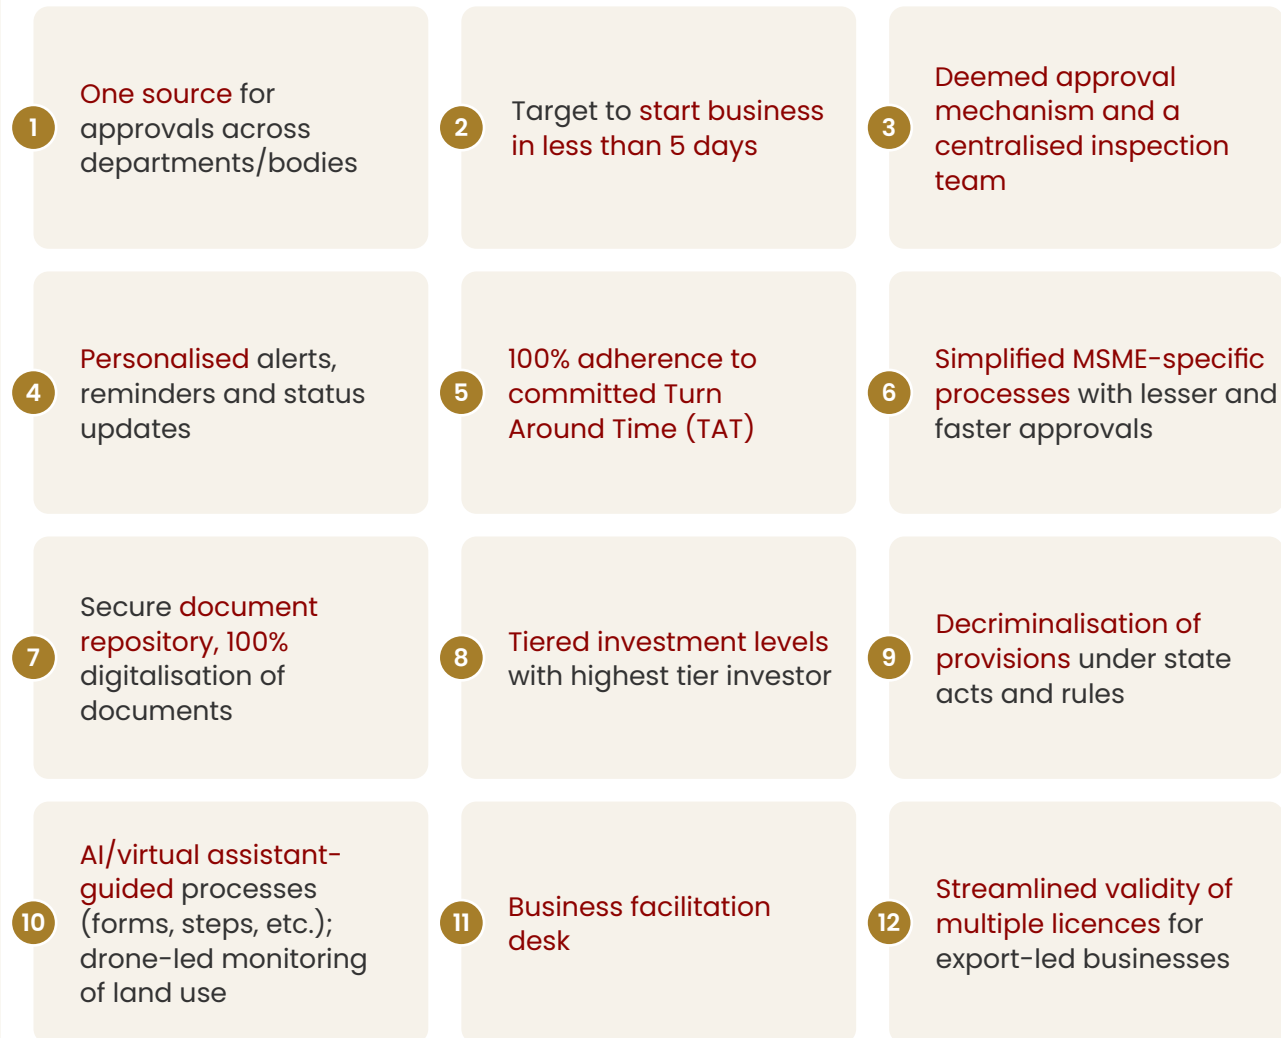 1
One source for
approvals across
departments/bodies
2
Target to start business
in less than 5 days
3
Deemed approval
mechanism and a
centralised inspection
team
4
Personalised alerts,
reminders and status
updates
5
100% adherence to
committed Turn
Around Time (TAT)
6
Simplified MSME-specific
processes with lesser and
faster approvals
7
Secure document
repository, 100%
digitalisation of
documents
8
Tiered investment levels
with highest tier investor
9
Decriminalisation of
provisions under state
acts and rules
10
AI/virtual assistant-
guided processes
(forms, steps, etc.);
drone-led monitoring
of land use
11
Business facilitation
desk
12
Streamlined validity of
multiple licences for
export-led businesses